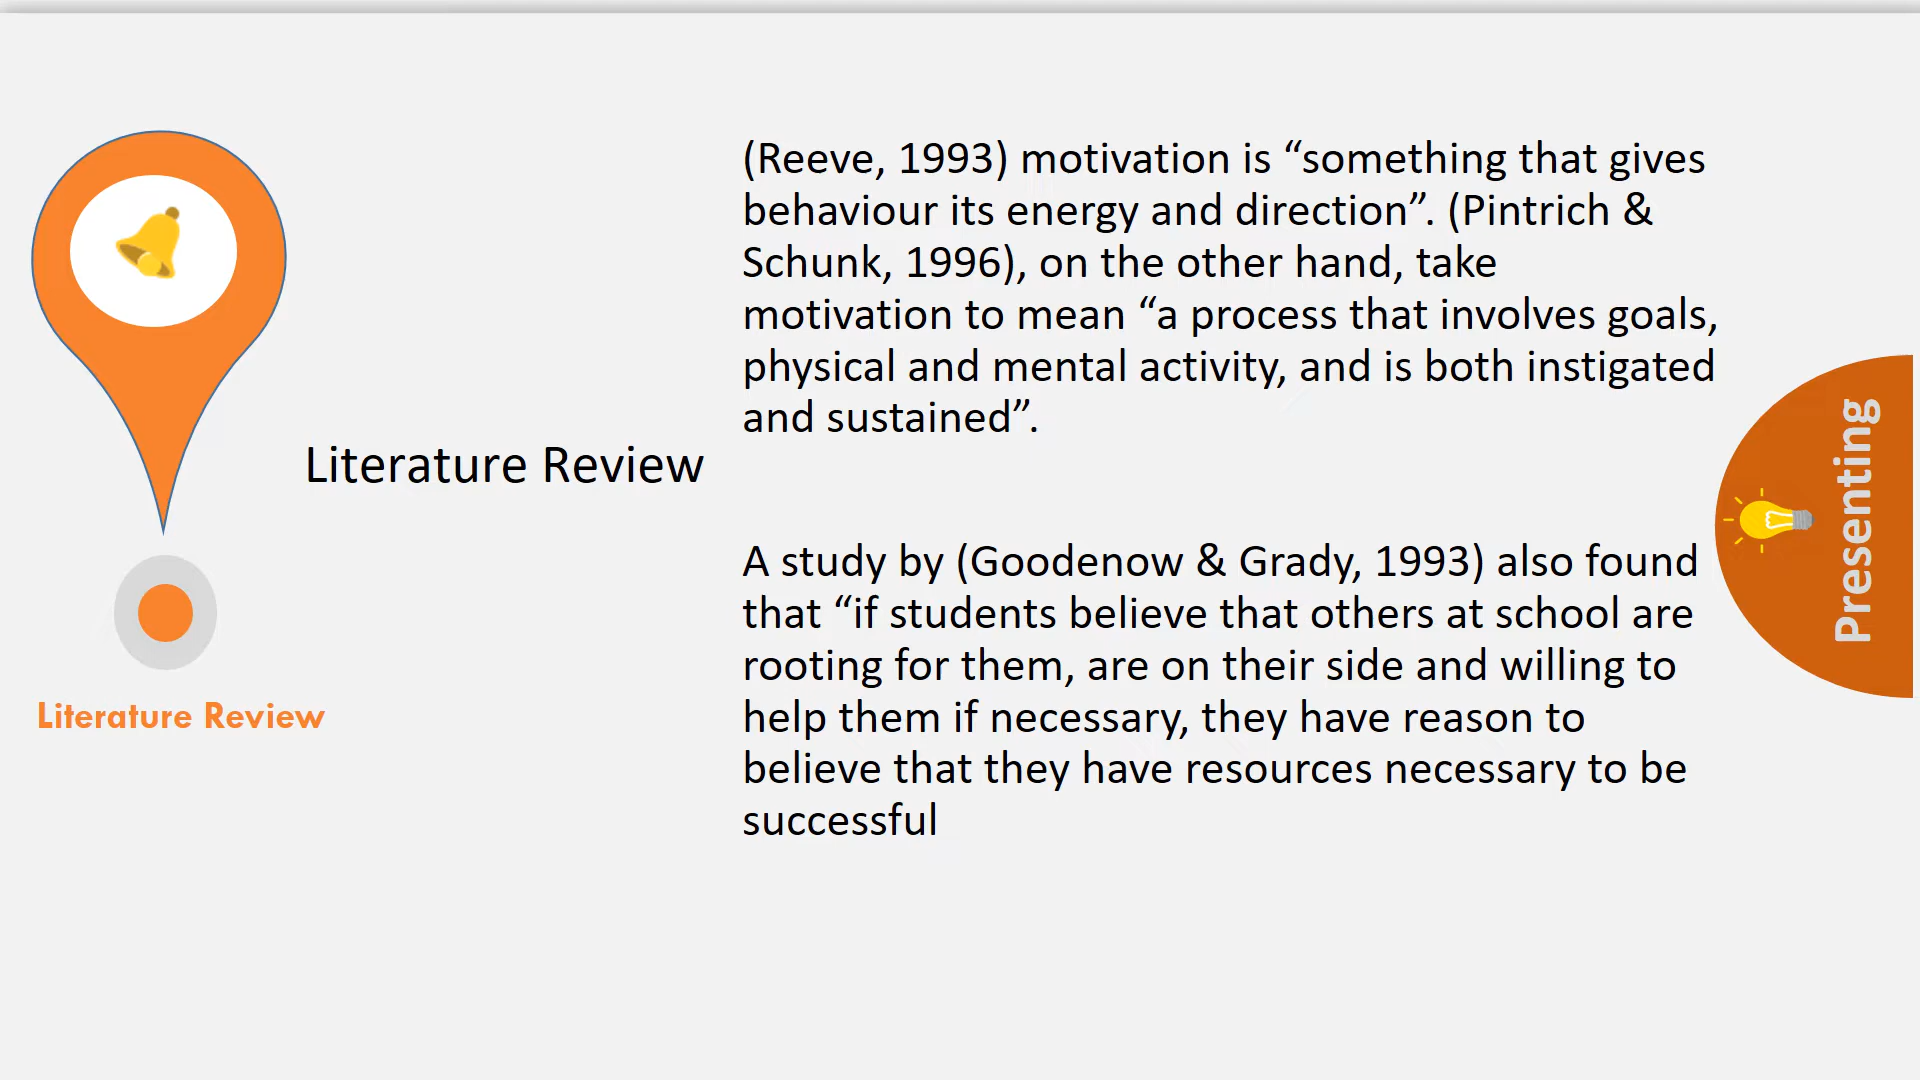 Literature Review
Literature Review
(Reeve, 1993) motivation is “something that gives
behaviour its energy and direction”. (Pintrich &
Schunk, 1996), on the other hand, take
motivation to mean “a process that involves goals,
physical and mental activity, and is both instigated
and sustained”.
A study by (Goodenow & Grady, 1993) also found
that “if students believe that others at school are
rooting for them, are on their side and willing to
help them if necessary, they have reason to
believe that they have resources necessary to be
successful
Presenting